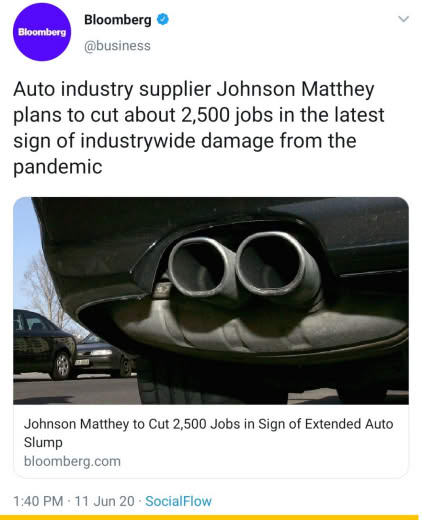 Bloomberg
Bloomberg
@business
Auto industry supplier Johnson Matthey
plans to cut about 2,500 jobs in the latest
sign of industrywide damage from the
pandemic
Johnson Matthey to Cut 2,500 Jobs in Sign of Extended Auto
Slump
bloomberg.com
1:40 PM · 11 Jun 20 · SocialFlow